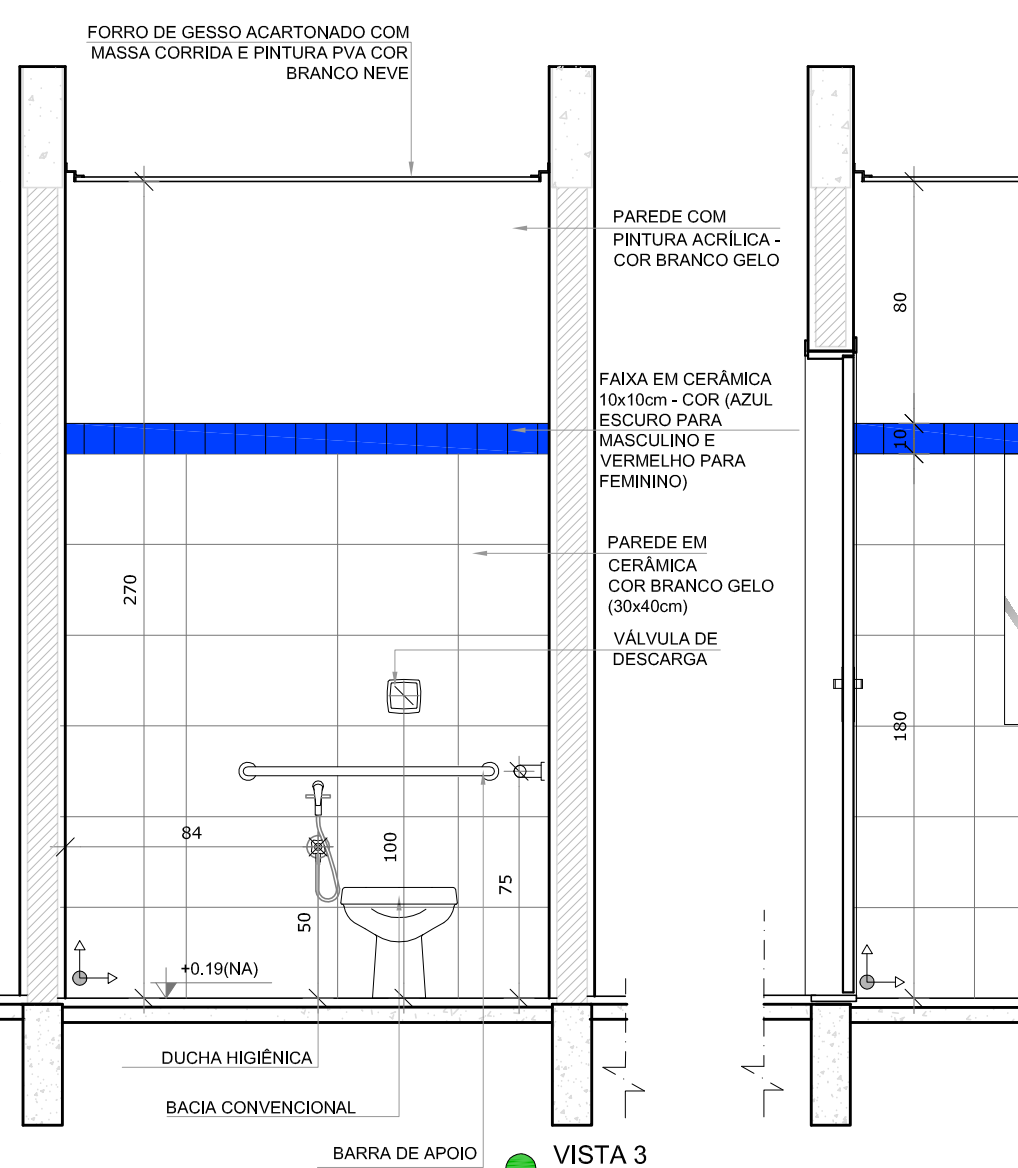 FORRO DE GESSO ACARTONADO COM
MASSA CORRIDA E PINTURA PVA COR
BRANCO NEVE
PAREDE COM
PINTURA ACRÍLICA -
COR BRANCO GELO
80
FAIXA EM CERÂMICA
10x10cm - COR (AZUL
ESCURO PARA
MASCULINO E
VERMELHO PARA
FEMININO)
10
PAREDE EM
CERÂMICA
COR BRANCO GELO
(30x40cm)
270
VÁLVULA DE
DESCARGA
180
84
100
75
50
+0.19(NA)
DUCHA HIGIÊNICA
BACIA CONVENCIONAL
BARRA DE APOIO
VISTA 3